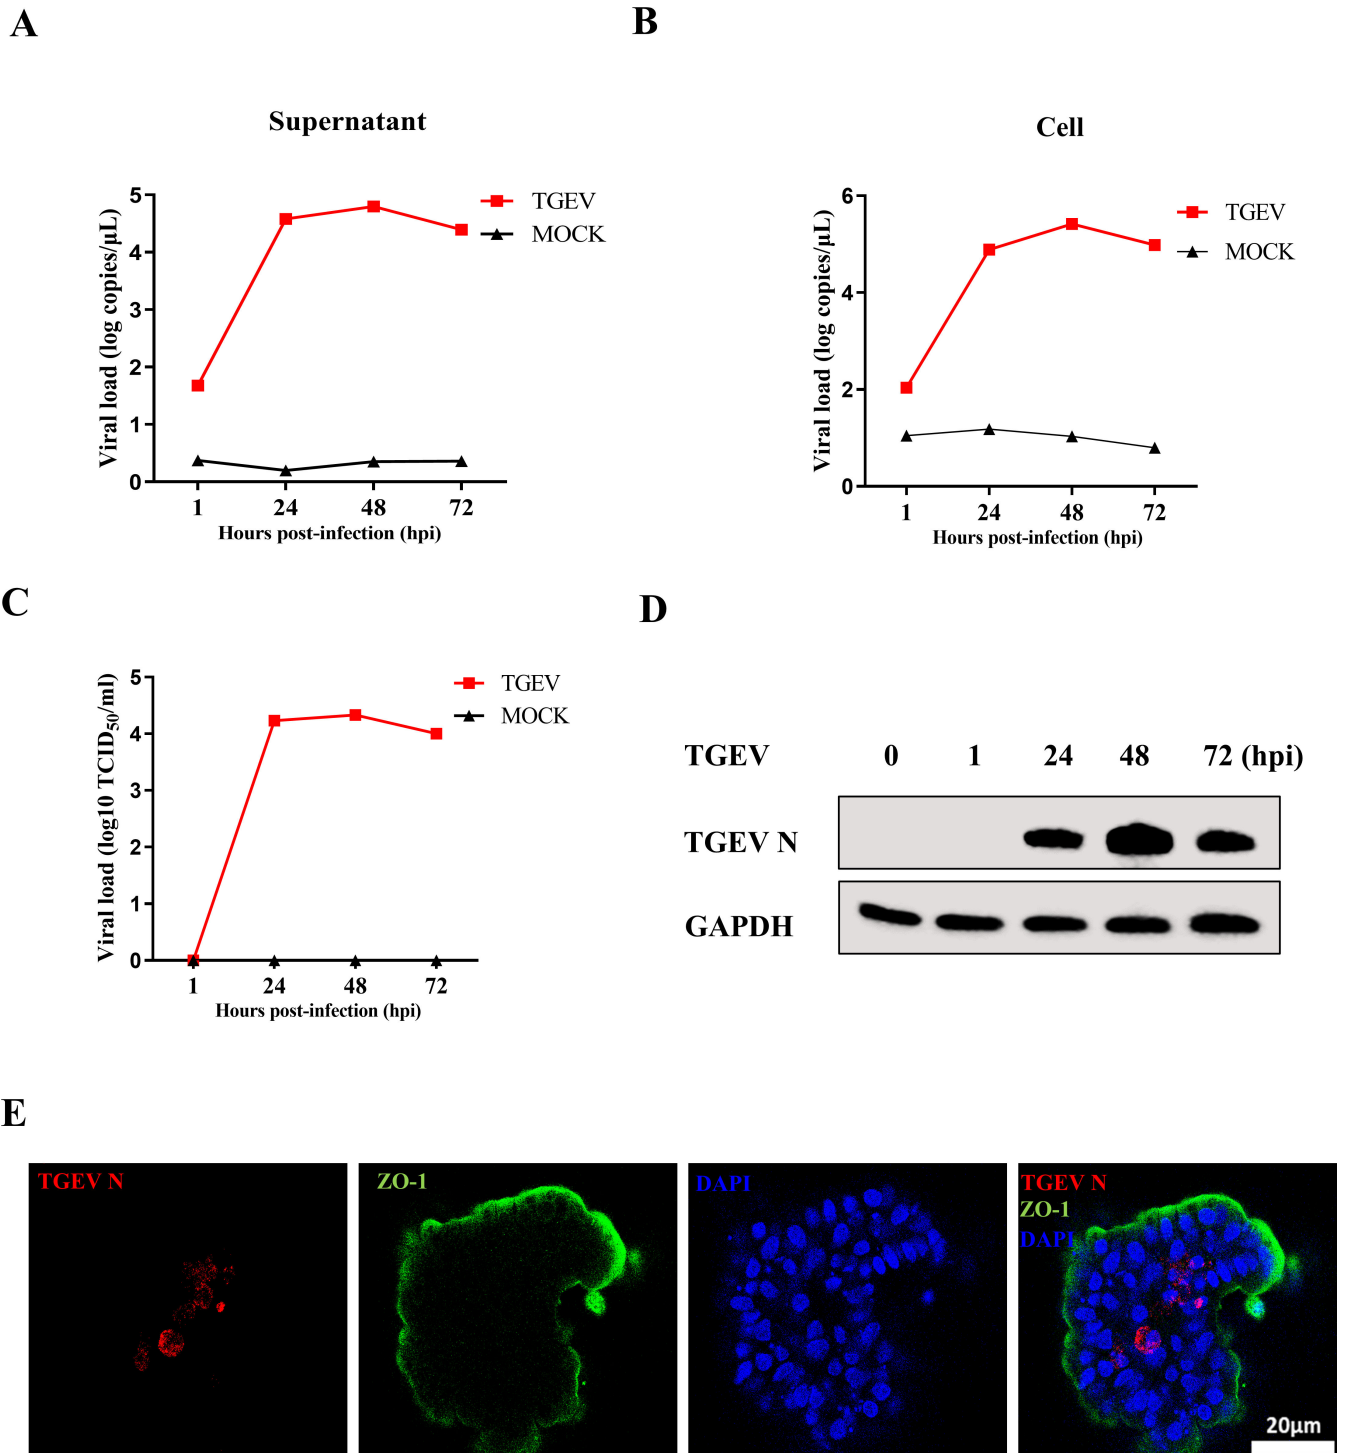 A
Supernatant
Viral load (log copies/μL)
5
4
3
2
1
0
1 24 48 72
Hours post-infection (hpi)
TGEV
MOCK
B
Cell
Viral load (log copies/μL)
6
4
2
0
1 24 48 72
Hours post-infection (hpi)
TGEV
MOCK
C
Viral load (log10 TCID50/ml)
5
4
3
2
1
0
1 24 48 72
Hours post-infection (hpi)
TGEV
MOCK
D
TGEV 0 1 24 48 72 (hpi)
TGEV N
GAPDH
E
TGEV N
ZO-1
DAPI
TGEV N
ZO-1
DAPI
20μm